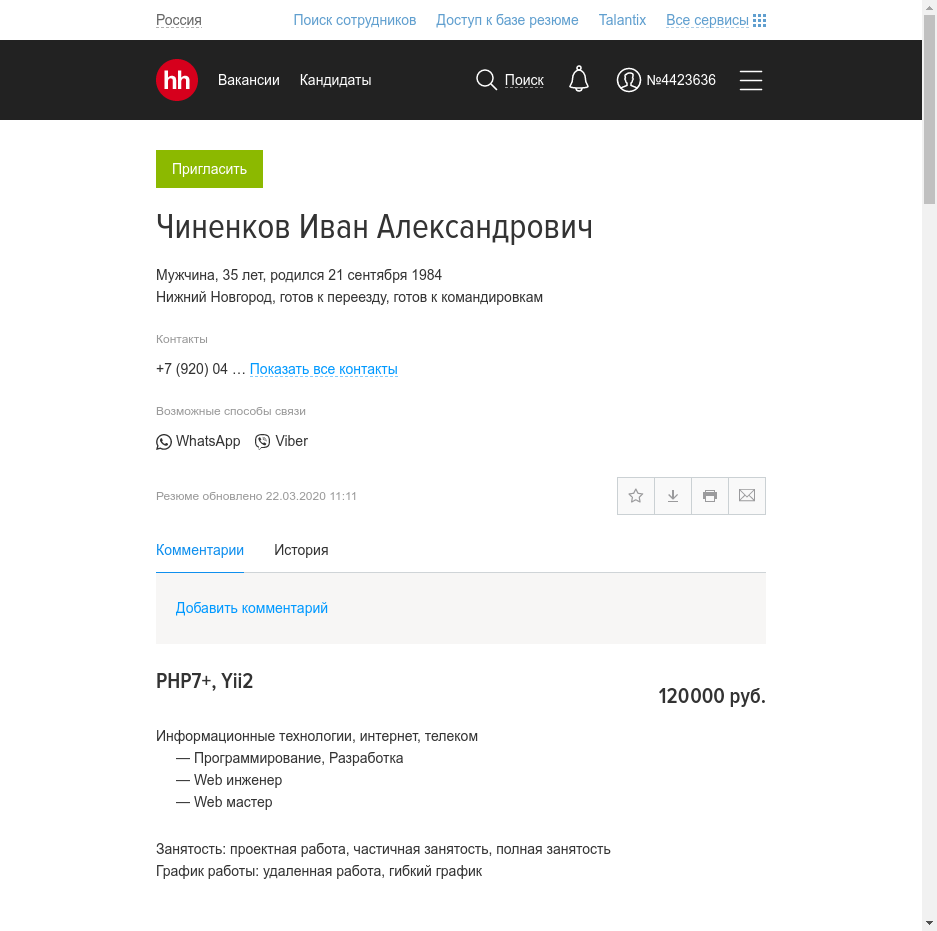 Россия Поиск сотрудников Доступ к базе резюме Talantix Все сервисы
hh Вакансии Кандидаты Поиск №4423636
Пригласить
Чиненков Иван Александрович
Мужчина, 35 лет, родился 21 сентября 1984
Нижний Новгород, готов к переезду, готов к командировкам
Контакты
+7 (920) 04 … Показать все контакты
Возможные способы связи
WhatsApp Viber
Резюме обновлено 22.03.2020 11:11
Комментарии История
Добавить комментарий
PHP7+, Yii2
120000 руб.
Информационные технологии, интернет, телеком
— Программирование, Разработка
— Web инженер
— Web мастер
Занятость: проектная работа, частичная занятость, полная занятость
График работы: удаленная работа, гибкий график